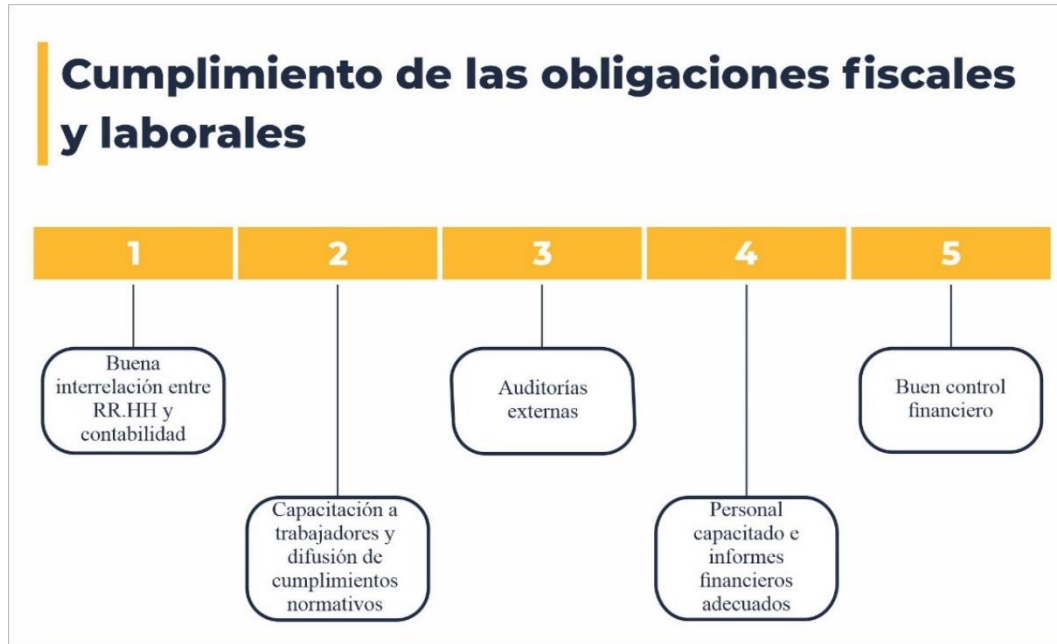 Cumplimiento de las obligaciones fiscales
y laborales
1
2
3
4
5
Buena
interrelación entre
RR.HH y
contabilidad
Capacitación a
trabajadores y
difusión de
cumplimientos
normativos
Auditorías
externas
Personal
capacitado e
informes
financieros
adecuados
Buen control
financiero